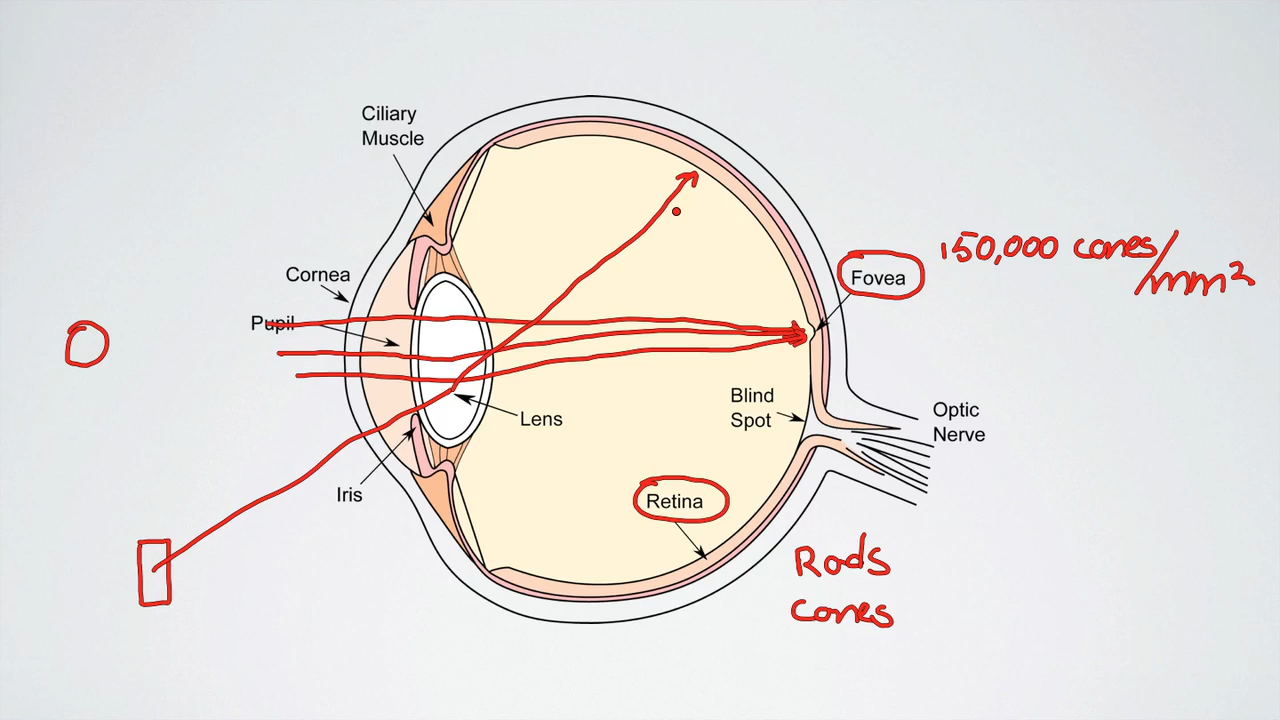 Ciliary
Muscle
Cornea
Pupil
Iris
Lens
Fovea
150,000 cones/
mm²
Blind
Spot
Optic
Nerve
Retina
Rods
cones